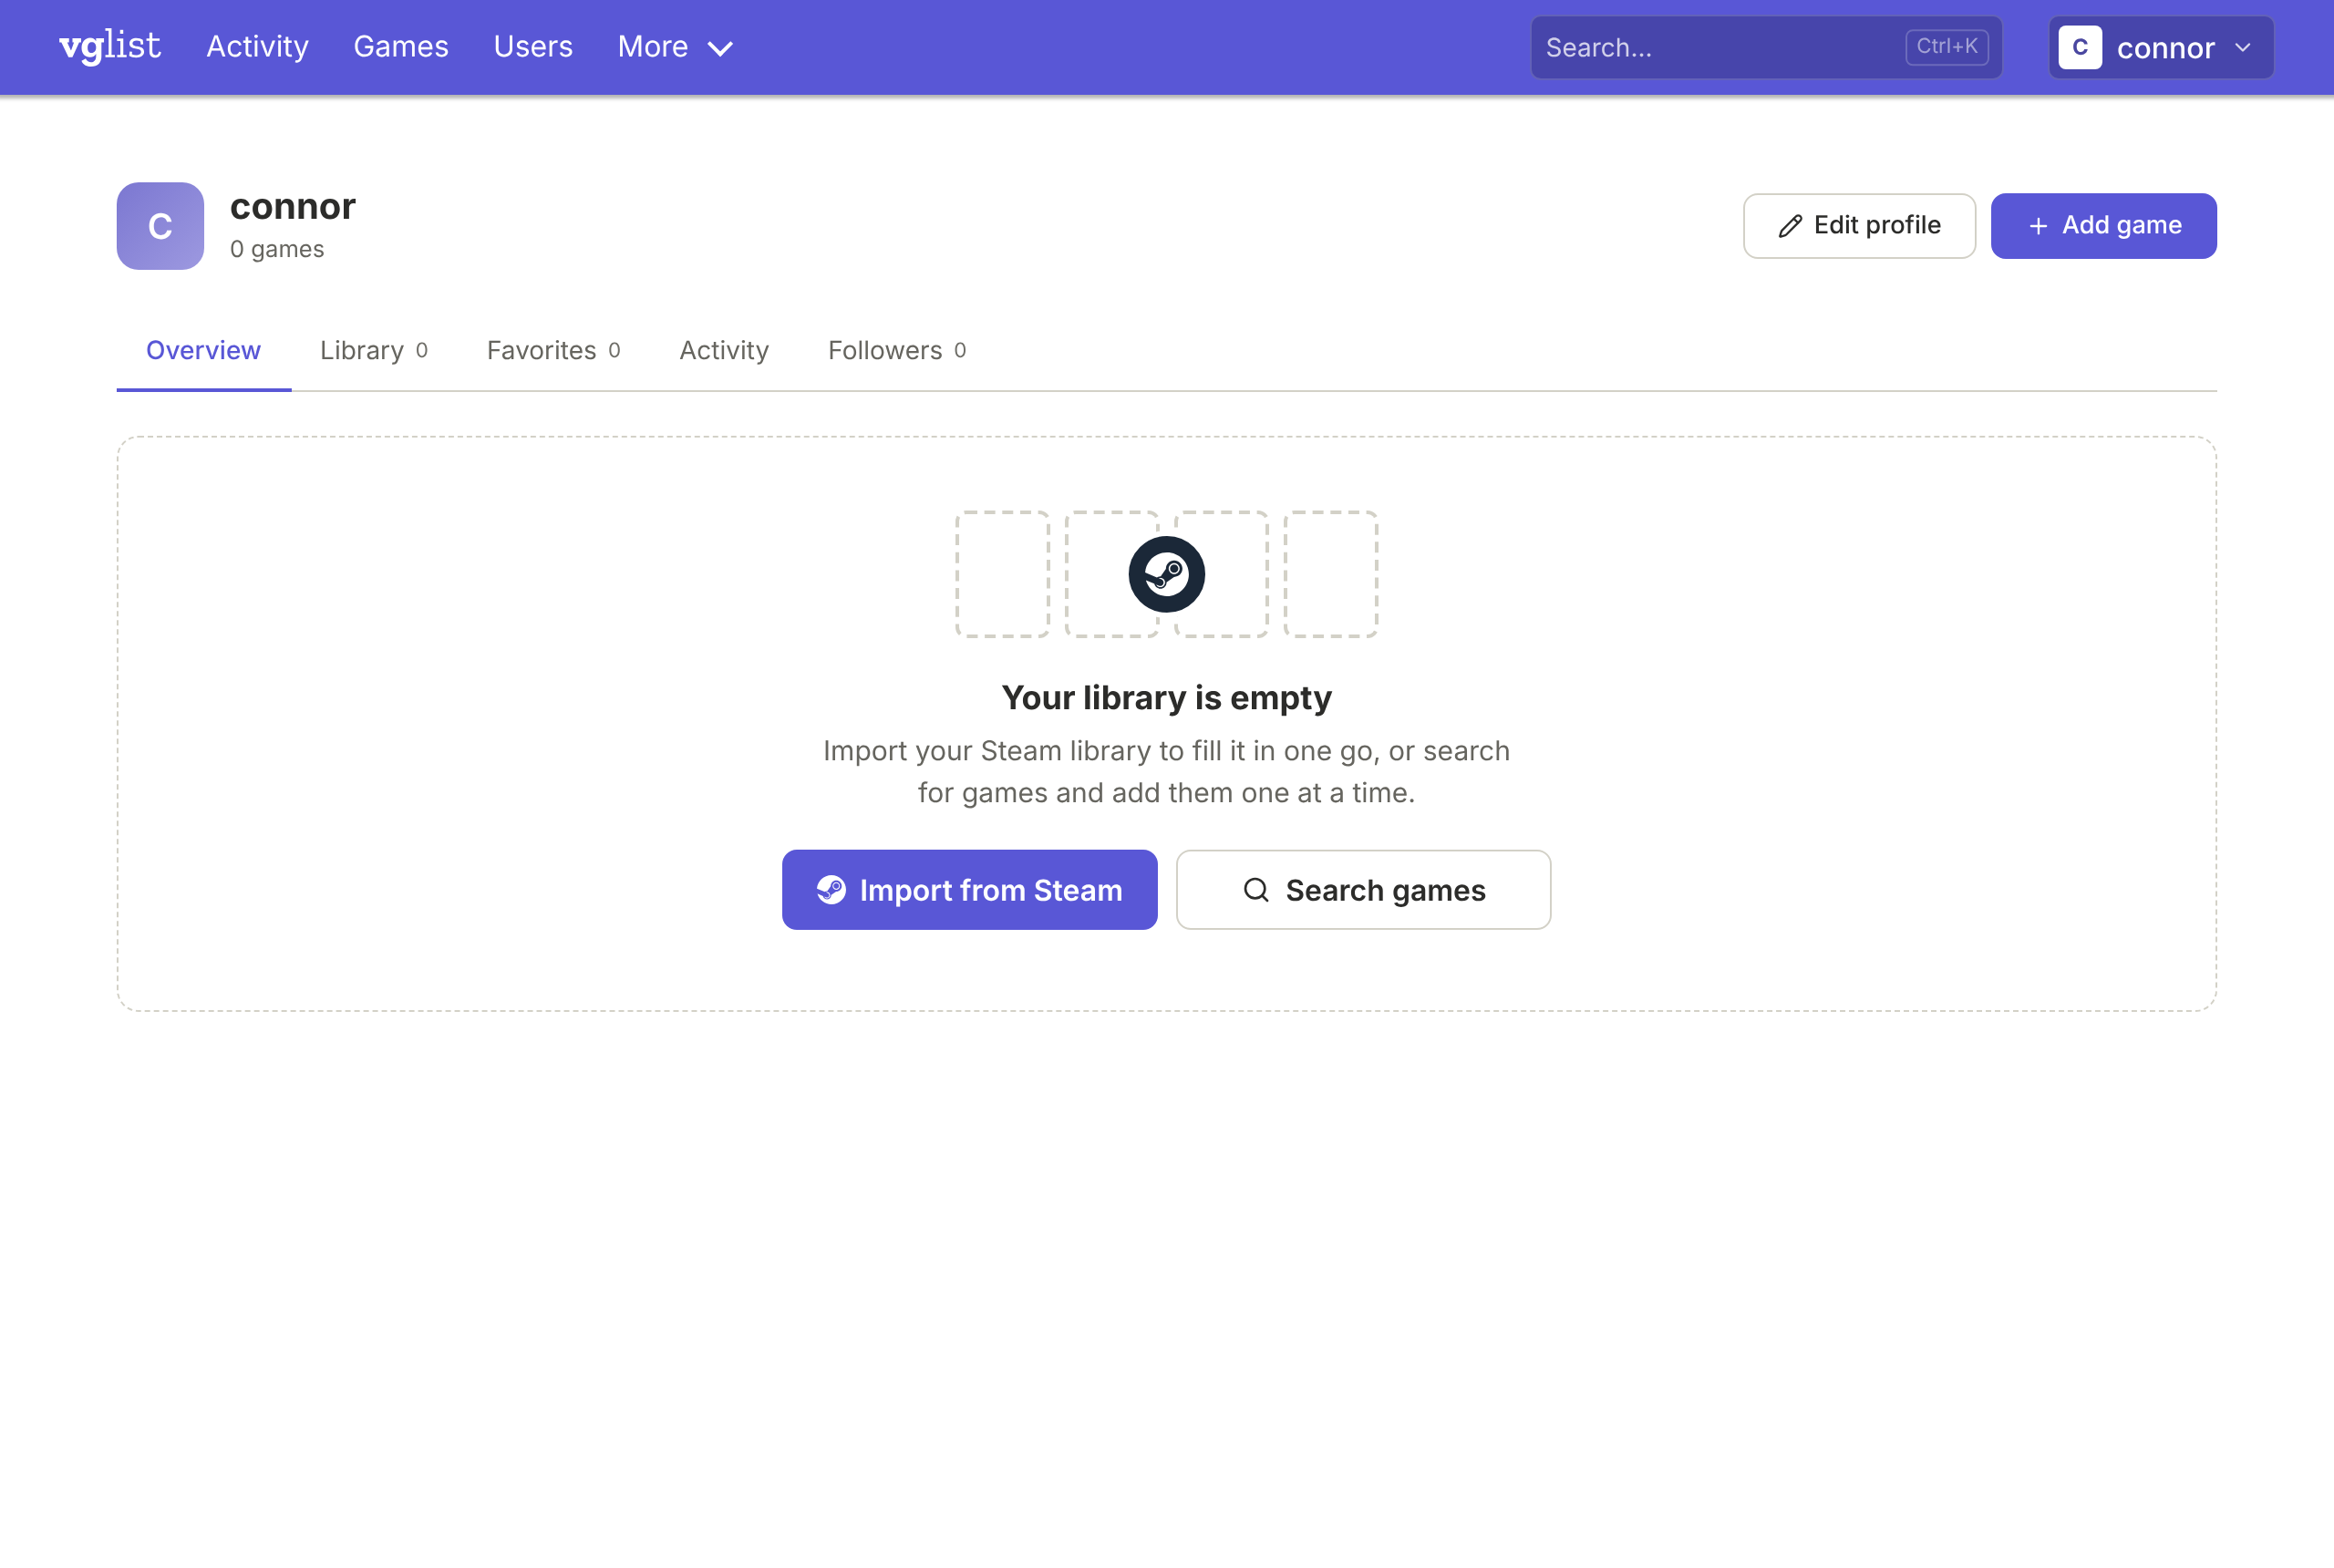 vglist Activity Games Users More Search... Ctrl+K C connor
C connor
0 games
Edit profile + Add game
Overview Library 0 Favorites 0 Activity Followers 0
Your library is empty
Import your Steam library to fill it in one go, or search
for games and add them one at a time.
Import from Steam Search games